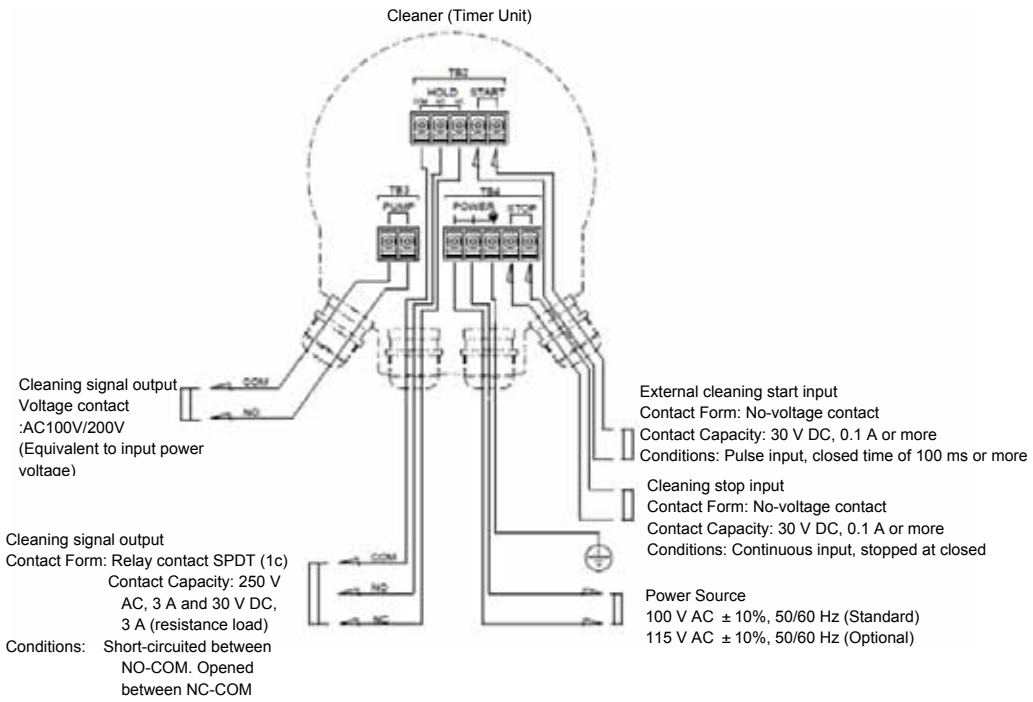 Cleaner (Timer Unit)
TB2
HOLD START
COM NO NC
TB3
PUMP
TB4
POWER STOP
COM
NO
Cleaning signal output
Voltage contact
:AC100V/200V
(Equivalent to input power
voltage)
External cleaning start input
Contact Form: No-voltage contact
Contact Capacity: 30 V DC, 0.1 A or more
Conditions: Pulse input, closed time of 100 ms or more
Cleaning stop input
Contact Form: No-voltage contact
Contact Capacity: 30 V DC, 0.1 A or more
Conditions: Continuous input, stopped at closed
Cleaning signal output
Contact Form: Relay contact SPDT (1c)
Contact Capacity: 250 V
AC, 3 A and 30 V DC,
3 A (resistance load)
Conditions: Short-circuited between
NO-COM. Opened
between NC-COM
COM
NO
NC
Power Source
100 V AC ± 10%, 50/60 Hz (Standard)
115 V AC ± 10%, 50/60 Hz (Optional)